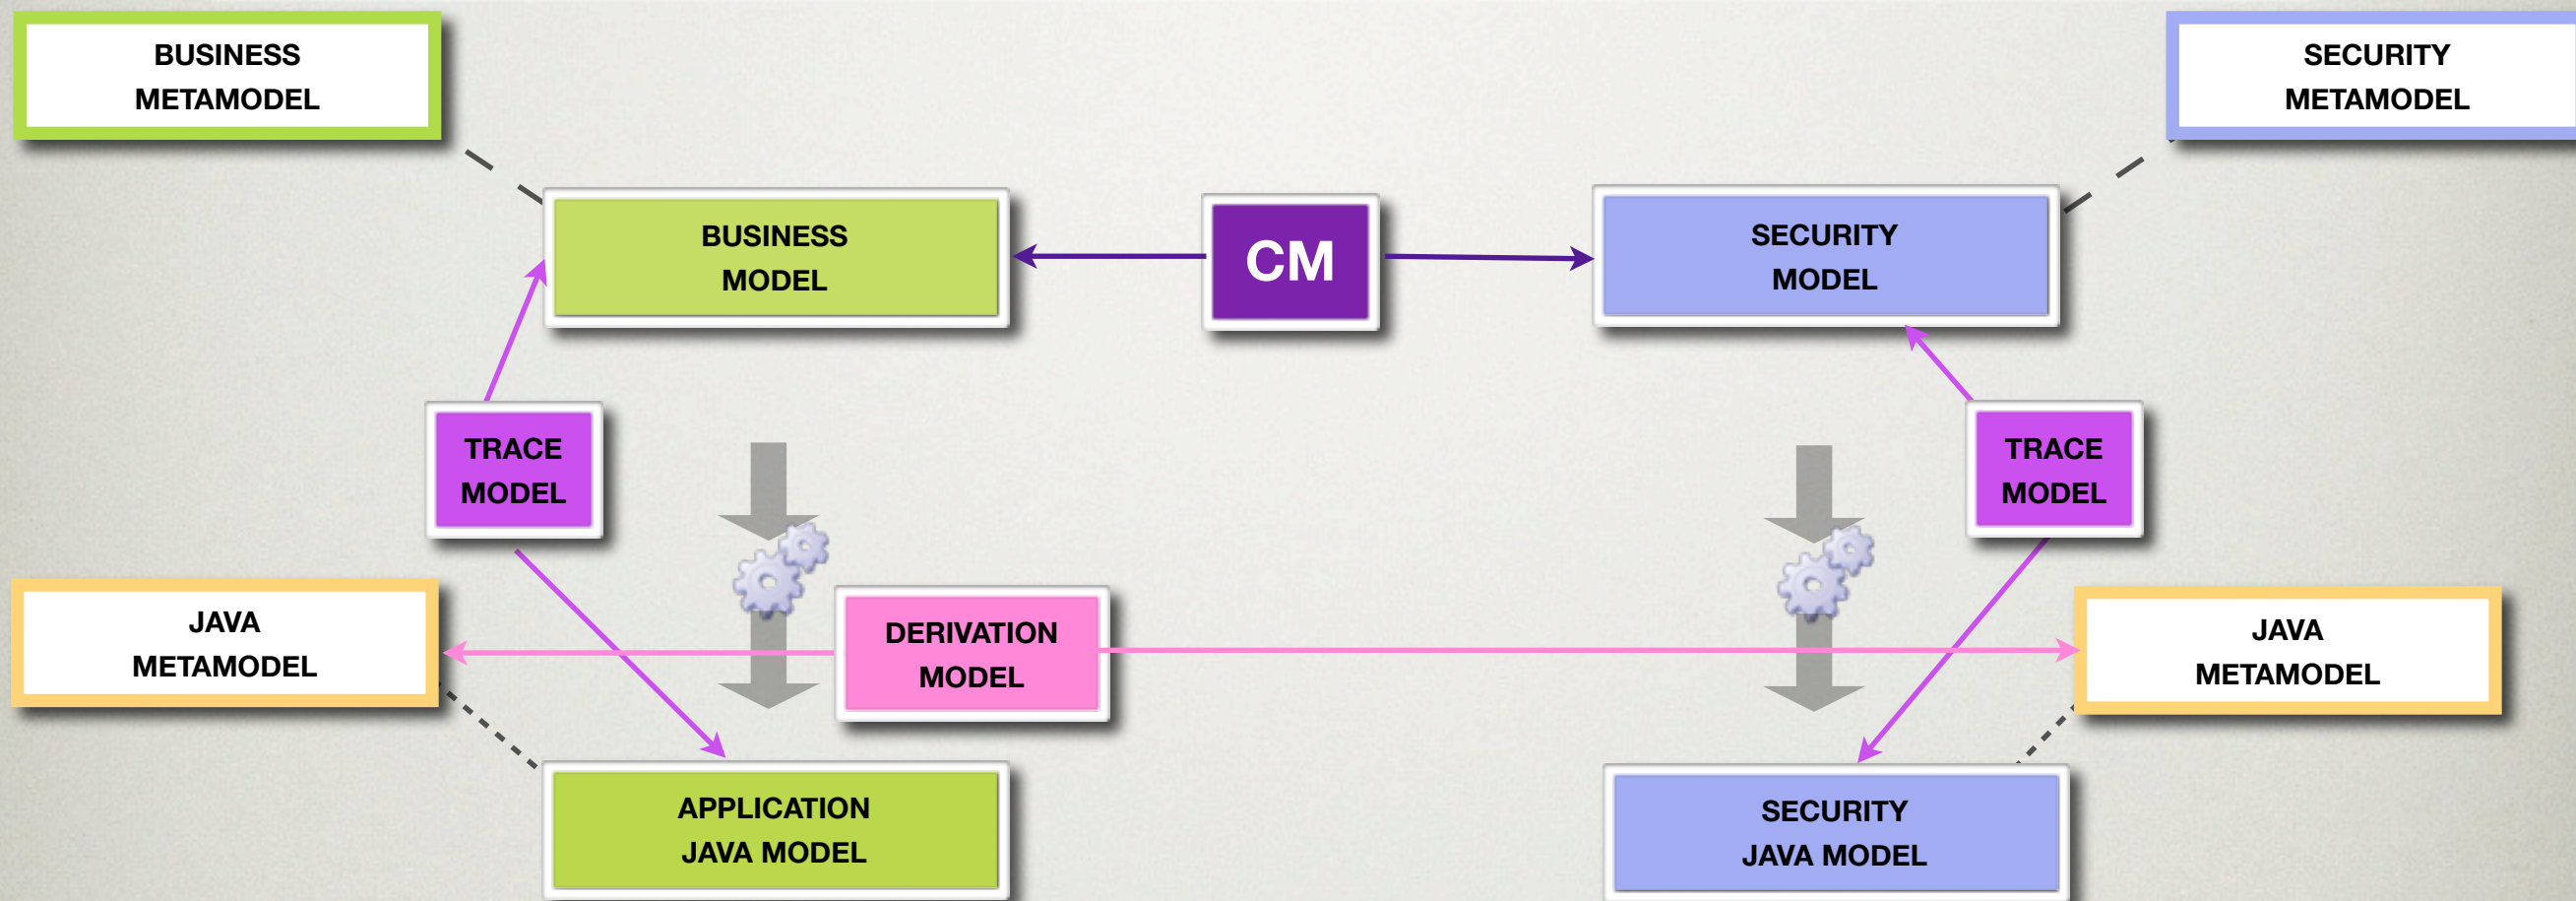 BUSINESS
METAMODEL
SECURITY
METAMODEL
BUSINESS
MODEL
CM
SECURITY
MODEL
TRACE
MODEL
TRACE
MODEL
JAVA
METAMODEL
DERIVATION
MODEL
JAVA
METAMODEL
APPLICATION
JAVA MODEL
SECURITY
JAVA MODEL